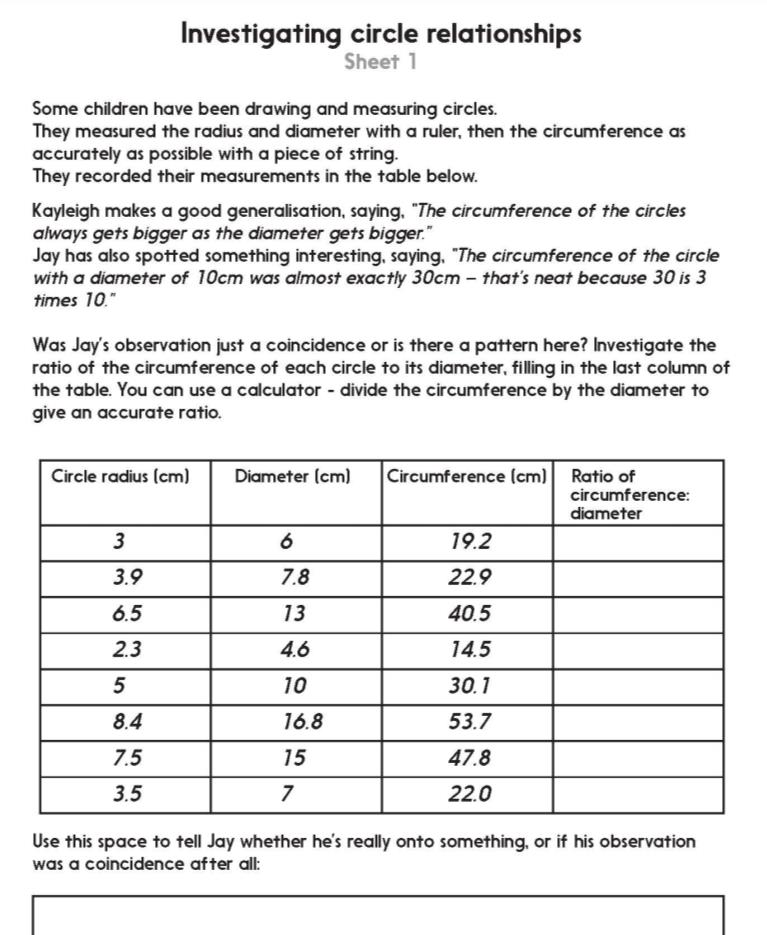 Investigating circle relationships
Sheet 1
Some children have been drawing and measuring circles.
They measured the radius and diameter with a ruler, then the circumference as
accurately as possible with a piece of string.
They recorded their measurements in the table below.
Kayleigh makes a good generalisation, saying, "The circumference of the circles
always gets bigger as the diameter gets bigger."
Jay has also spotted something interesting, saying, "The circumference of the circle
with a diameter of 10cm was almost exactly 30cm – that's neat because 30 is 3
times 10."
Was Jay's observation just a coincidence or is there a pattern here? Investigate the
ratio of the circumference of each circle to its diameter, filling in the last column of
the table. You can use a calculator - divide the circumference by the diameter to
give an accurate ratio.
Circle radius (cm) Diameter (cm) Circumference (cm) Ratio of
circumference:
diameter
3 6 19.2
3.9 7.8 22.9
6.5 13 40.5
2.3 4.6 14.5
5 10 30.1
8.4 16.8 53.7
7.5 15 47.8
3.5 7 22.0
Use this space to tell Jay whether he's really onto something, or if his observation
was a coincidence after all: